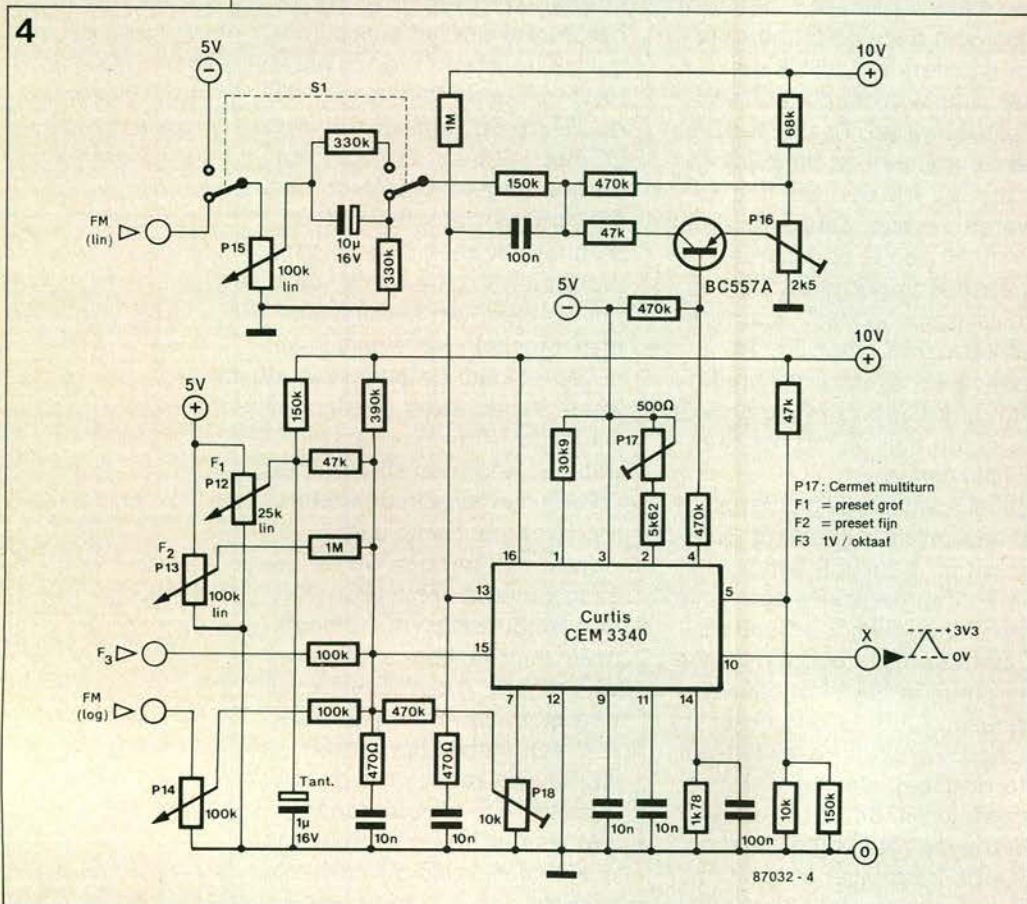 4
5V
−
S1
10V
+
1M
330k
68k
150k
470k
FM
(lin)
P15
100k
lin
10µ
16V
330k
100n
47k
P16
2k5
BC557A
5V
−
470k
10V
+
5V
+
150k
390k
500Ω
P17
47k
F1
P12
25k
lin
47k
30k9
5k62
470k
P17: Cermet multiturn
F1 = preset grof
F2 = preset fijn
F3 1V / oktaaf
F2
P13
100k
lin
1M
16
1
3
2
4
13
5
Curtis
CEM 3340
X
+3V3
0V
F3
100k
15
10
7
12
9
11
14
FM
(log)
100k
470k
P14
100k
Tant.
1µ
16V
470Ω
10n
470Ω
10n
P18
10k
10n
10n
1k78
100n
10k
150k
0
87032 - 4